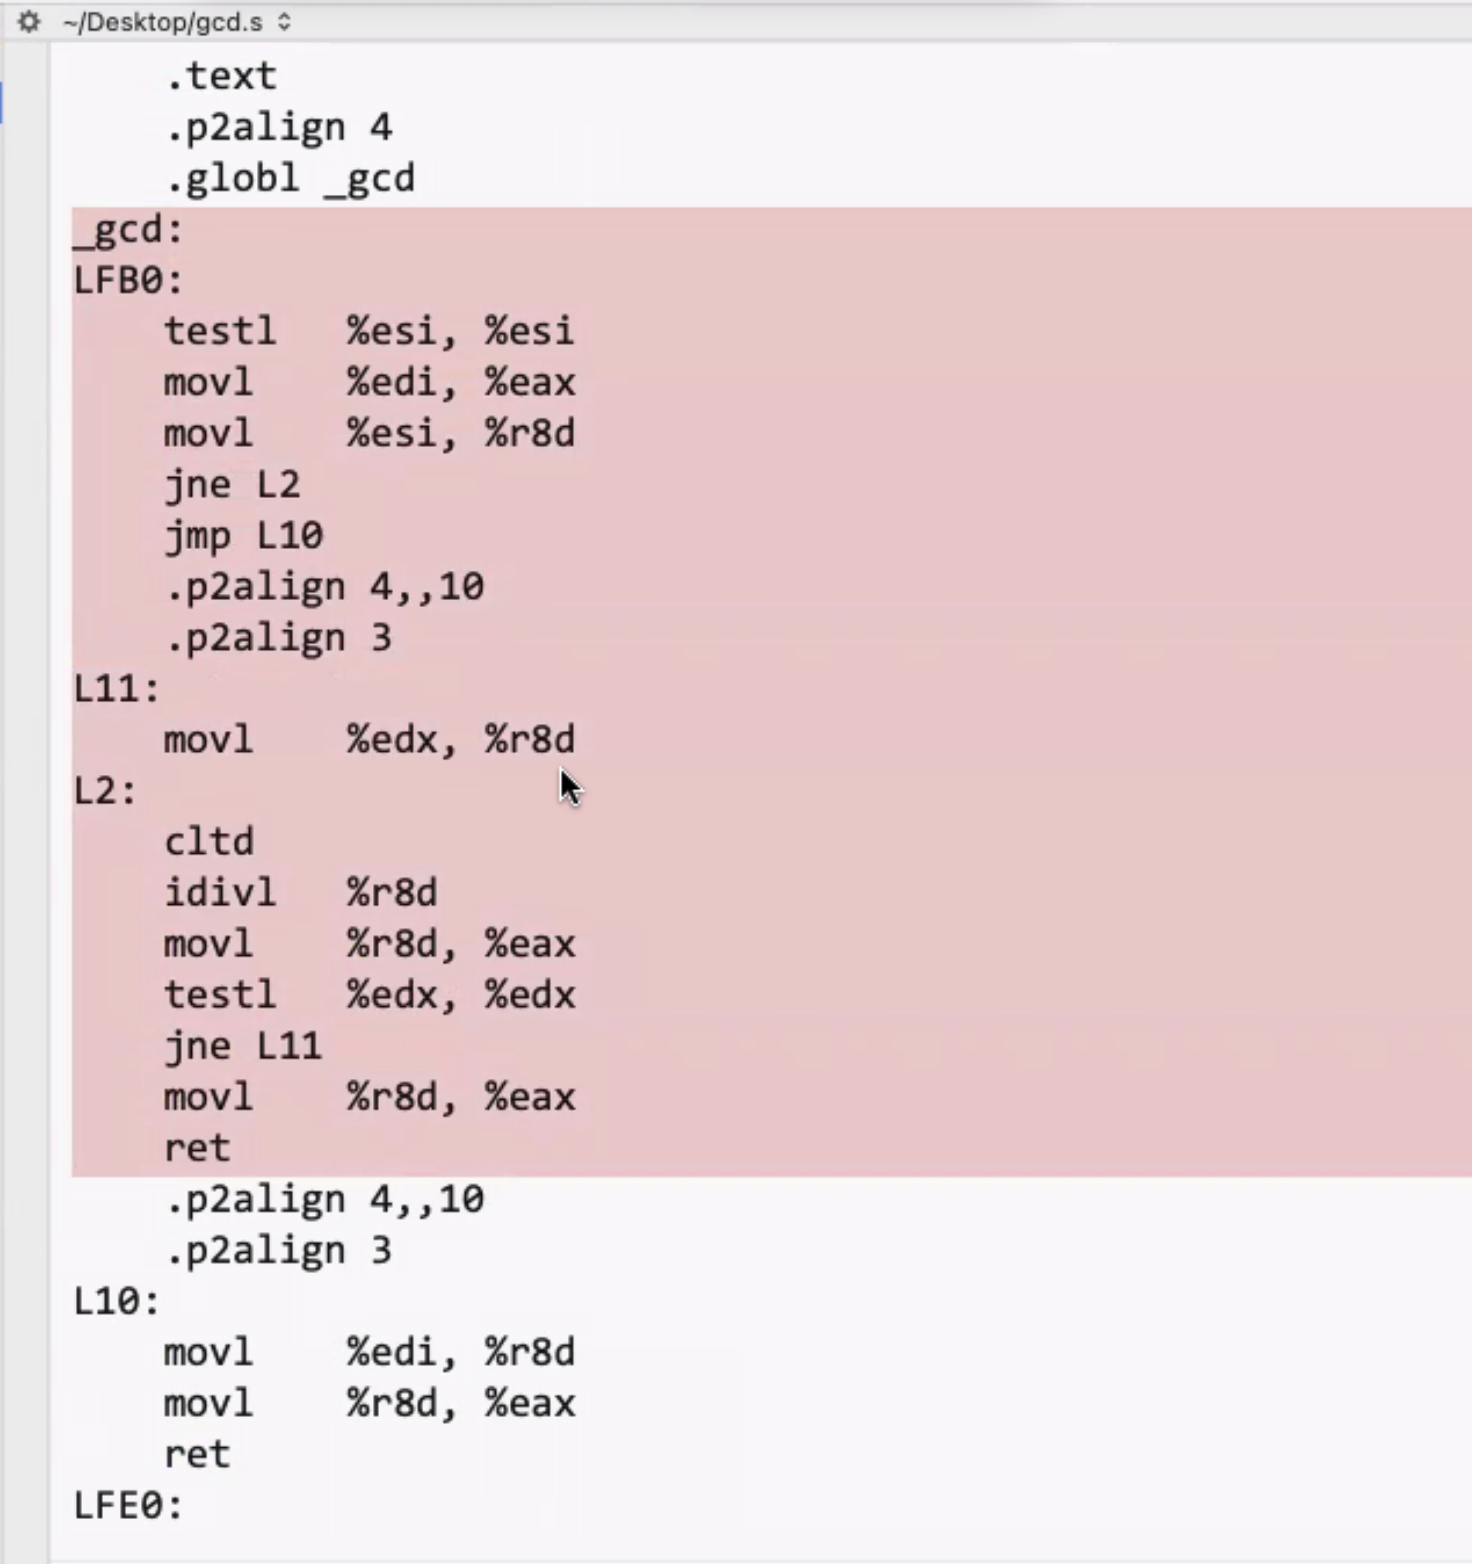 ~/Desktop/gcd.s
.text
.p2align 4
.globl _gcd
_gcd:
LFB0:
testl %esi, %esi
movl %edi, %eax
movl %esi, %r8d
jne L2
jmp L10
.p2align 4,,10
.p2align 3
L11:
movl %edx, %r8d
L2:
cltd
idivl %r8d
movl %r8d, %eax
testl %edx, %edx
jne L11
movl %r8d, %eax
ret
.p2align 4,,10
.p2align 3
L10:
movl %edi, %r8d
movl %r8d, %eax
ret
LFE0: